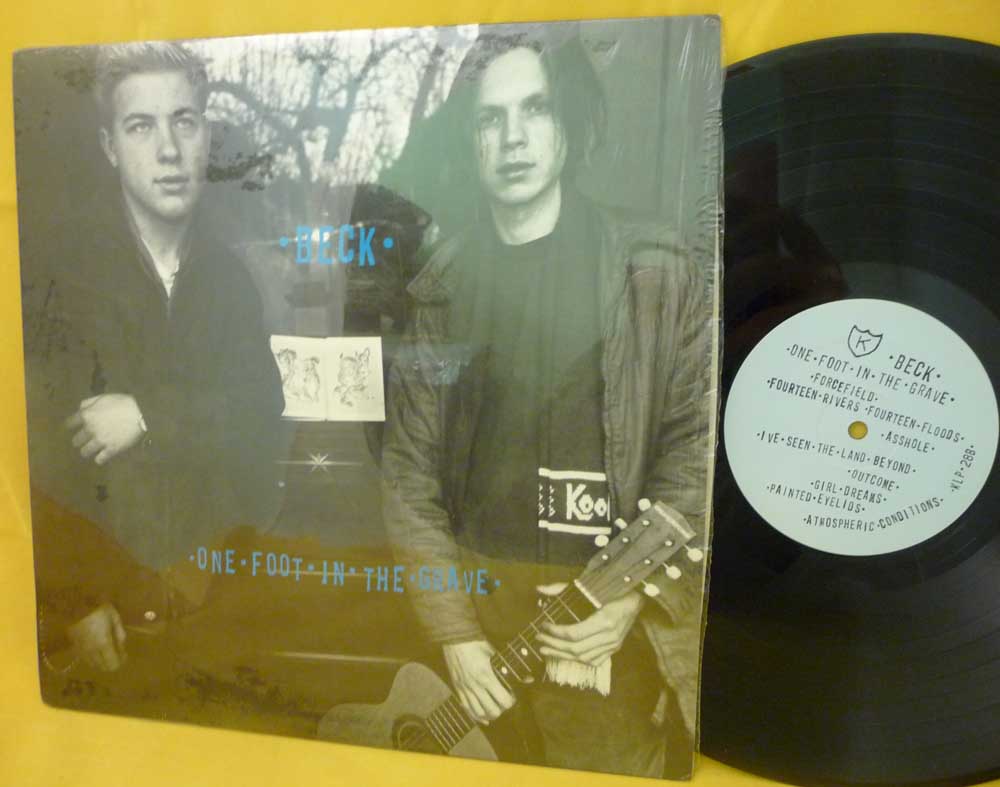 ·BECK·
Koo
·ONE·FOOT·IN·THE·GRAVE·
K
·BECK·
·ONE·FOOT·IN·THE·GRAVE·
·FORCEFIELD·
·FOURTEEN·RIVERS·FOURTEEN·FLOODS·
·ASSHOLE·
·I'VE·SEEN·THE·LAND·BEYOND·
·OUTCOME·
·GIRL·DREAMS·
·PAINTED·EYELIDS·
·ATMOSPHERIC·CONDITIONS·
·KLP·28B·